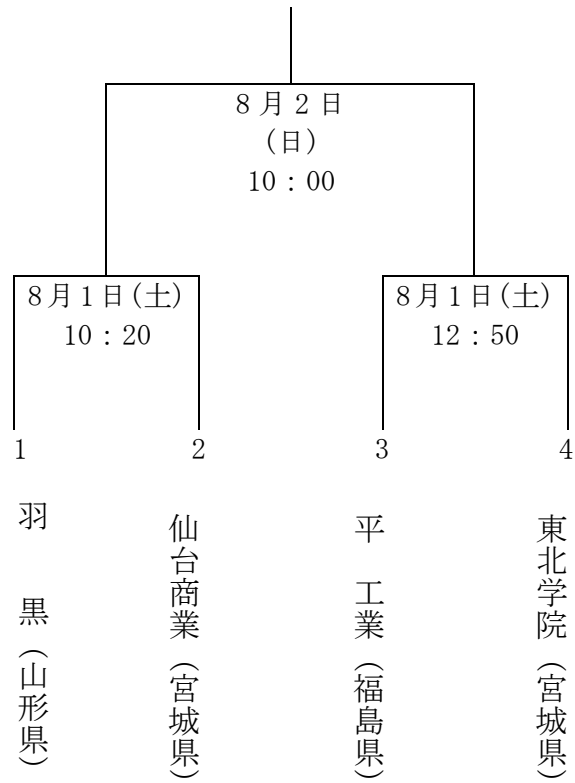 8月2日
(日)
10:00
8月1日(土)
10:20
8月1日(土)
12:50
1
2
3
4
羽黒(山形県)
仙台商業(宮城県)
平工業(福島県)
東北学院(宮城県)